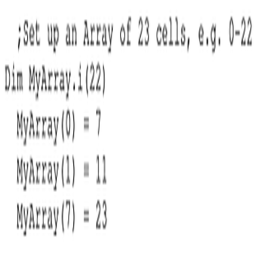 ;Set up an Array of 23 cells, e.g. 0-22
Dim MyArray.i(22)
MyArray(0) = 7
MyArray(1) = 11
MyArray(7) = 23